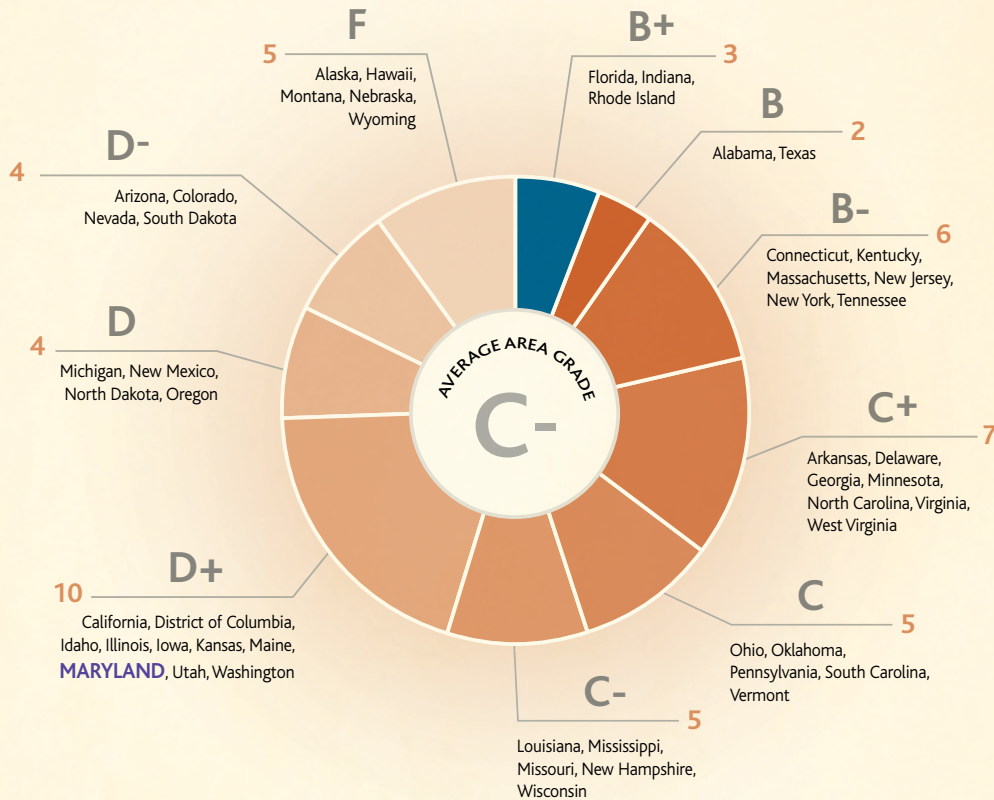 F
5
Alaska, Hawaii,
Montana, Nebraska,
Wyoming
B+
3
Florida, Indiana,
Rhode Island
B
2
Alabama, Texas
B-
6
Connecticut, Kentucky,
Massachusetts, New Jersey,
New York, Tennessee
C+
7
Arkansas, Delaware,
Georgia, Minnesota,
North Carolina, Virginia,
West Virginia
C
5
Ohio, Oklahoma,
Pennsylvania, South Carolina,
Vermont
C-
5
Louisiana, Mississippi,
Missouri, New Hampshire,
Wisconsin
D+
10
California, District of Columbia,
Idaho, Illinois, Iowa, Kansas, Maine,
MARYLAND, Utah, Washington
D
4
Michigan, New Mexico,
North Dakota, Oregon
D-
4
Arizona, Colorado,
Nevada, South Dakota
AVERAGE AREA GRADE
C-